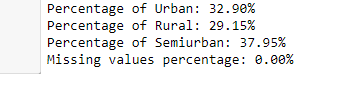 Percentage of Urban: 32.90%
Percentage of Rural: 29.15%
Percentage of Semiurban: 37.95%
Missing values percentage: 0.00%